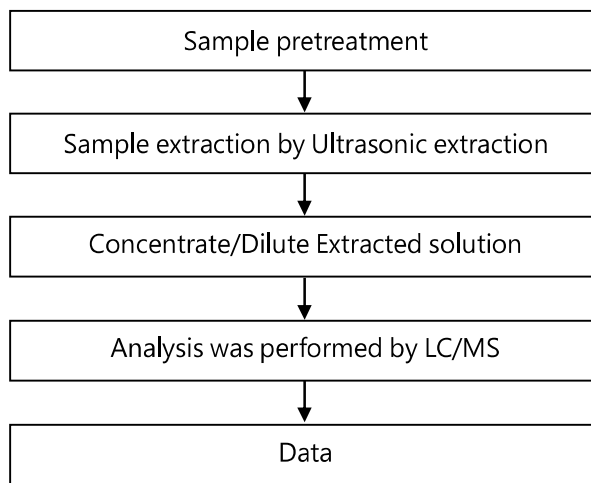 Sample pretreatment
Sample extraction by Ultrasonic extraction
Concentrate/Dilute Extracted solution
Analysis was performed by LC/MS
Data